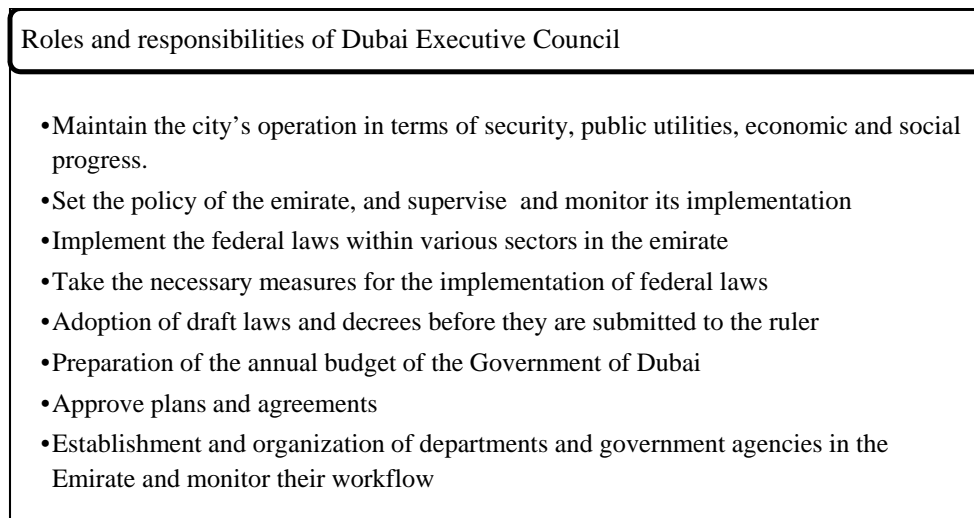 Roles and responsibilities of Dubai Executive Council
•Maintain the city’s operation in terms of security, public utilities, economic and social
progress.
•Set the policy of the emirate, and supervise  and monitor its implementation
•Implement the federal laws within various sectors in the emirate
•Take the necessary measures for the implementation of federal laws
•Adoption of draft laws and decrees before they are submitted to the ruler
•Preparation of the annual budget of the Government of Dubai
•Approve plans and agreements
•Establishment and organization of departments and government agencies in the
Emirate and monitor their workflow